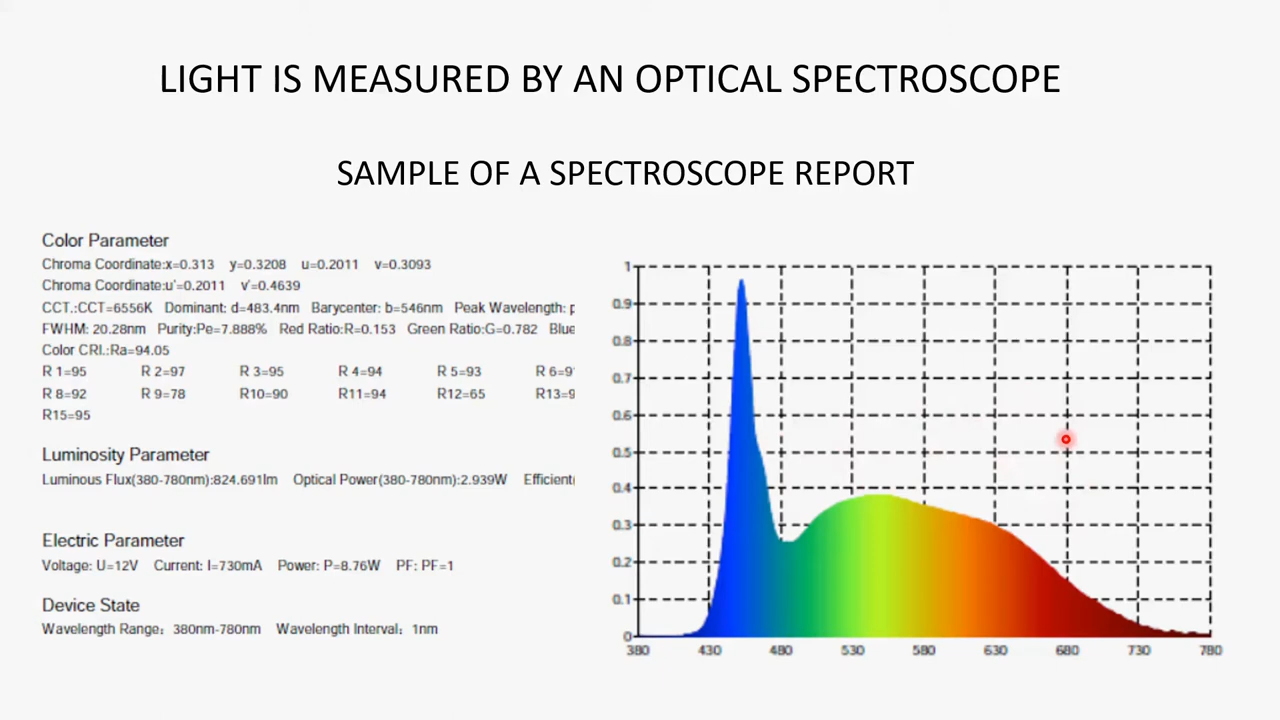 LIGHT IS MEASURED BY AN OPTICAL SPECTROSCOPE
SAMPLE OF A SPECTROSCOPE REPORT
Color Parameter
Chroma Coordinate:x=0.313 y=0.3208 u=0.2011 v=0.3093
Chroma Coordinate:u'=0.2011 v'=0.4639
CCT.:CCT=6556K Dominant: d=483.4nm Barycenter: b=546nm Peak Wavelength:
FWHM: 20.28nm Purity:Pe=7.888% Red Ratio:R=0.153 Green Ratio:G=0.782 Blue
Color CRI.:Ra=94.05
R 1=95 R 2=97 R 3=95 R 4=94 R 5=93 R 6=9
R 8=92 R 9=78 R10=90 R11=94 R12=65 R13=9
R15=95
Luminosity Parameter
Luminous Flux(380-780nm):824.691lm Optical Power(380-780nm):2.939W Efficient
Electric Parameter
Voltage: U=12V Current: I=730mA Power: P=8.76W PF: PF=1
Device State
Wavelength Range: 380nm-780nm Wavelength Interval: 1nm
1
0.9
0.8
0.7
0.6
0.5
0.4
0.3
0.2
0.1
0
380 430 480 530 580 630 680 730 780